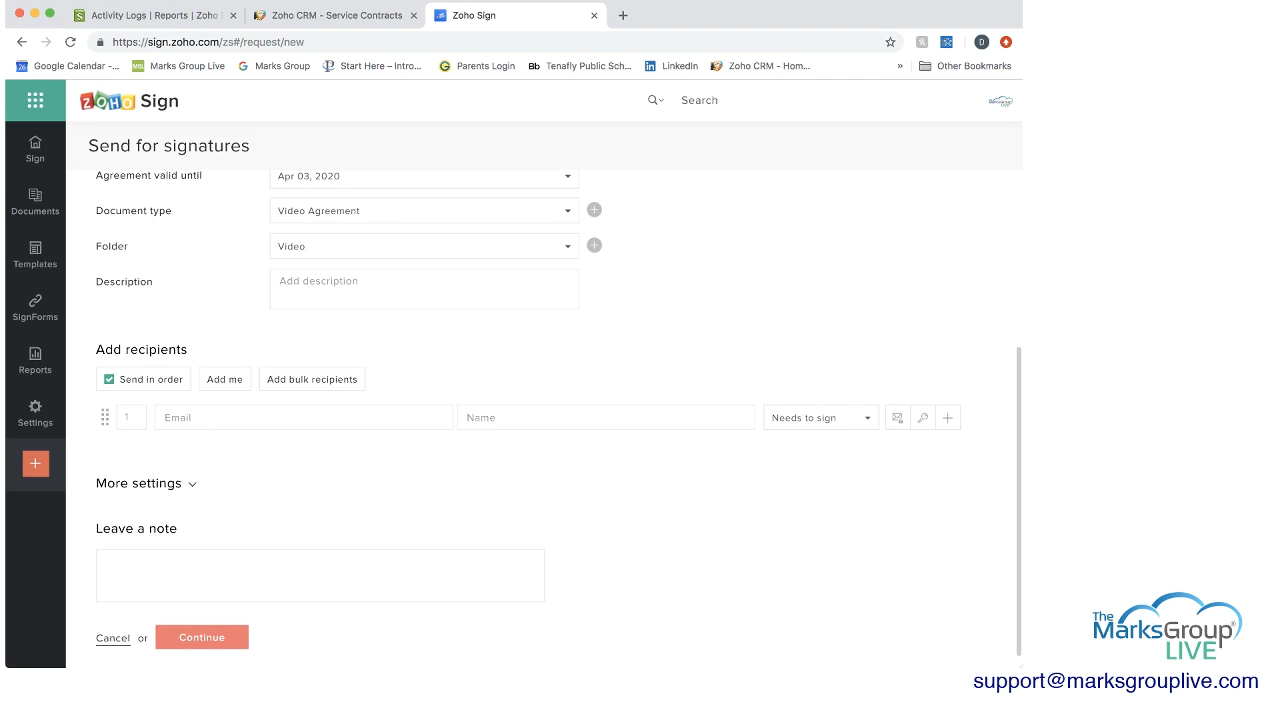 Activity Logs | Reports | Zoho
Zoho CRM - Service Contracts
Zoho Sign
https://sign.zoho.com/zs#/request/new
D
26 Google Calendar -...
Marks Group Live
Marks Group
Start Here – Intro...
Parents Login
Bb Tenafly Public Sch...
LinkedIn
Zoho CRM - Hom...
»
Other Bookmarks
ZOHO Sign
Search
Send for signatures
Sign
Documents
Templates
SignForms
Reports
Settings
Agreement valid until
Apr 03, 2020
Document type
Video Agreement
Folder
Video
Description
Add description
Add recipients
Send in order
Add me
Add bulk recipients
1
Email
Name
Needs to sign
More settings
Leave a note
Cancel or Continue
The
MarksGroup®
LIVE
support@marksgrouplive.com